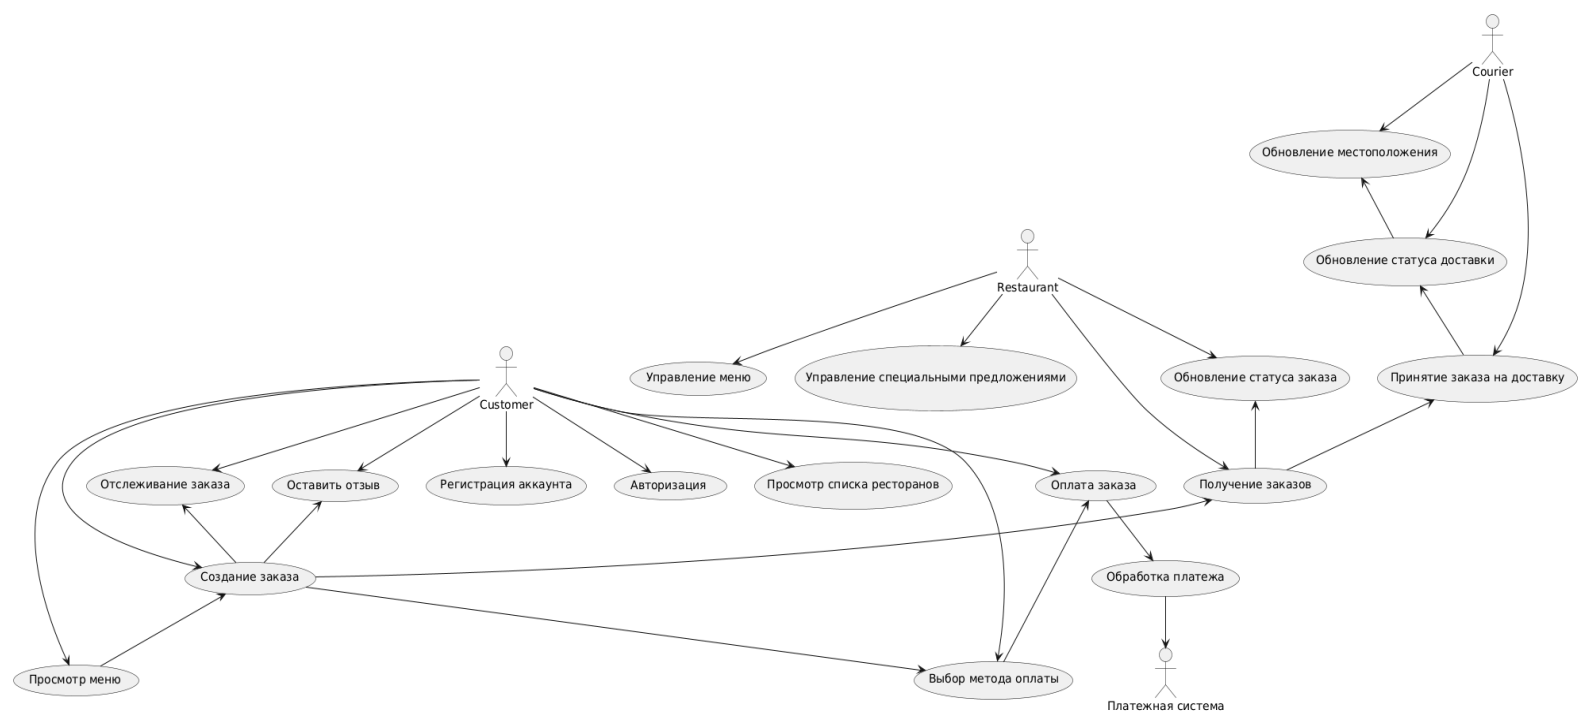 Courier
Обновление местоположения
Обновление статуса доставки
Restaurant
Управление меню
Управление специальными предложениями
Обновление статуса заказа
Принятие заказа на доставку
Customer
Отслеживание заказа
Оставить отзыв
Регистрация аккаунта
Авторизация
Просмотр списка ресторанов
Оплата заказа
Получение заказов
Создание заказа
Обработка платежа
Просмотр меню
Выбор метода оплаты
Платежная система